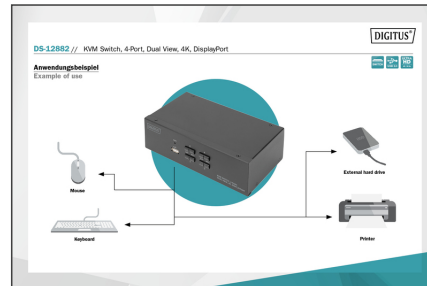 DIGITUS®
DS-12882 // KVM Switch, 4-Port, Dual View, 4K, DisplayPort
Anwendungsbeispiel
Example of use
Mouse
External hard drive
Keyboard
Printer